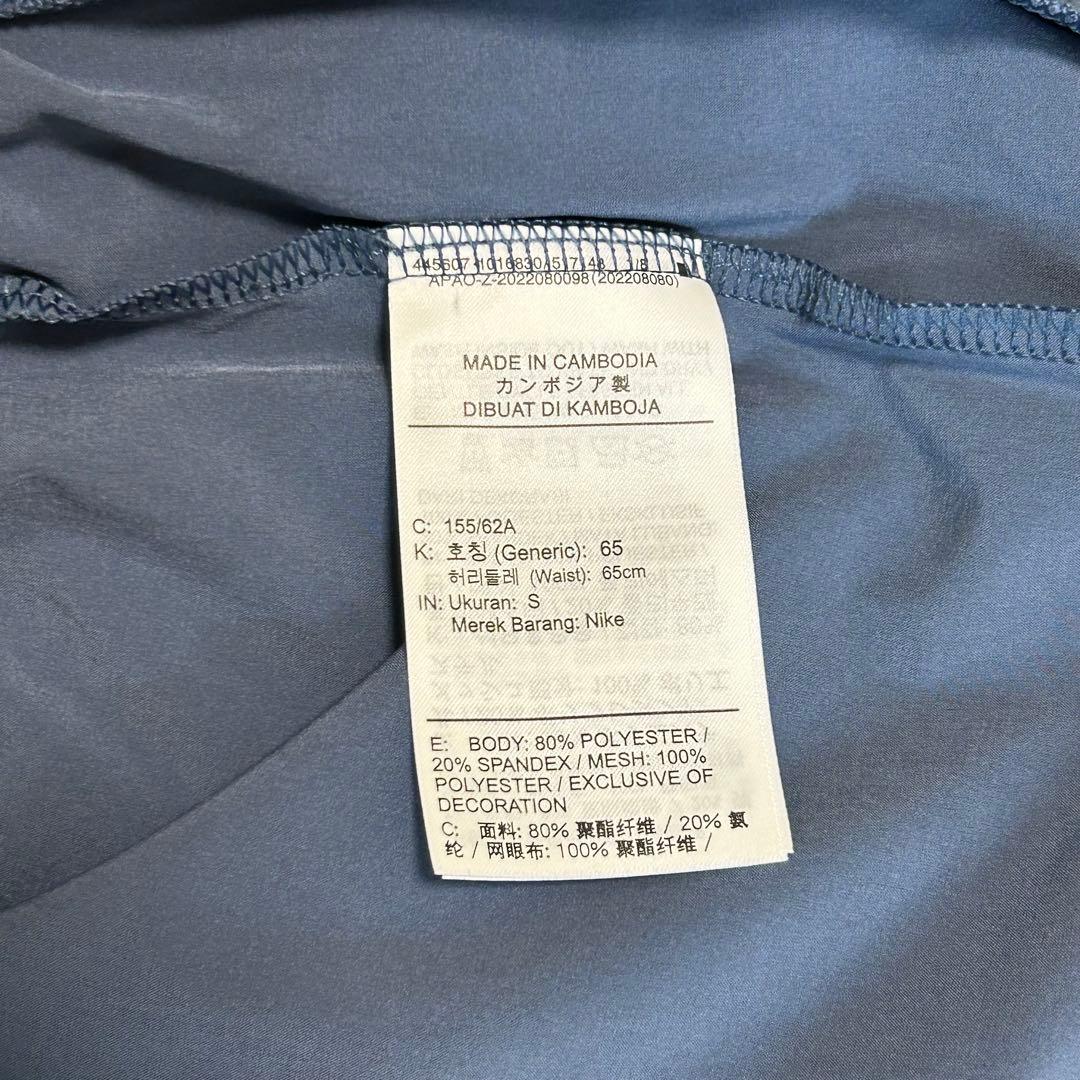 APAO-Z-2022080098(202208080)
MADE IN CAMBODIA
カンボジア製
DIBUAT DI KAMBOJA
C: 155/62A
K: 호칭 (Generic): 65
허리둘레 (Waist): 65cm
IN: Ukuran: S
Merek Barang: Nike
E: BODY: 80% POLYESTER /
20% SPANDEX / MESH: 100%
POLYESTER / EXCLUSIVE OF
DECORATION
C: 面料: 80% 聚酯纤维 / 20% 氨
纶 / 网眼布: 100% 聚酯纤维 /